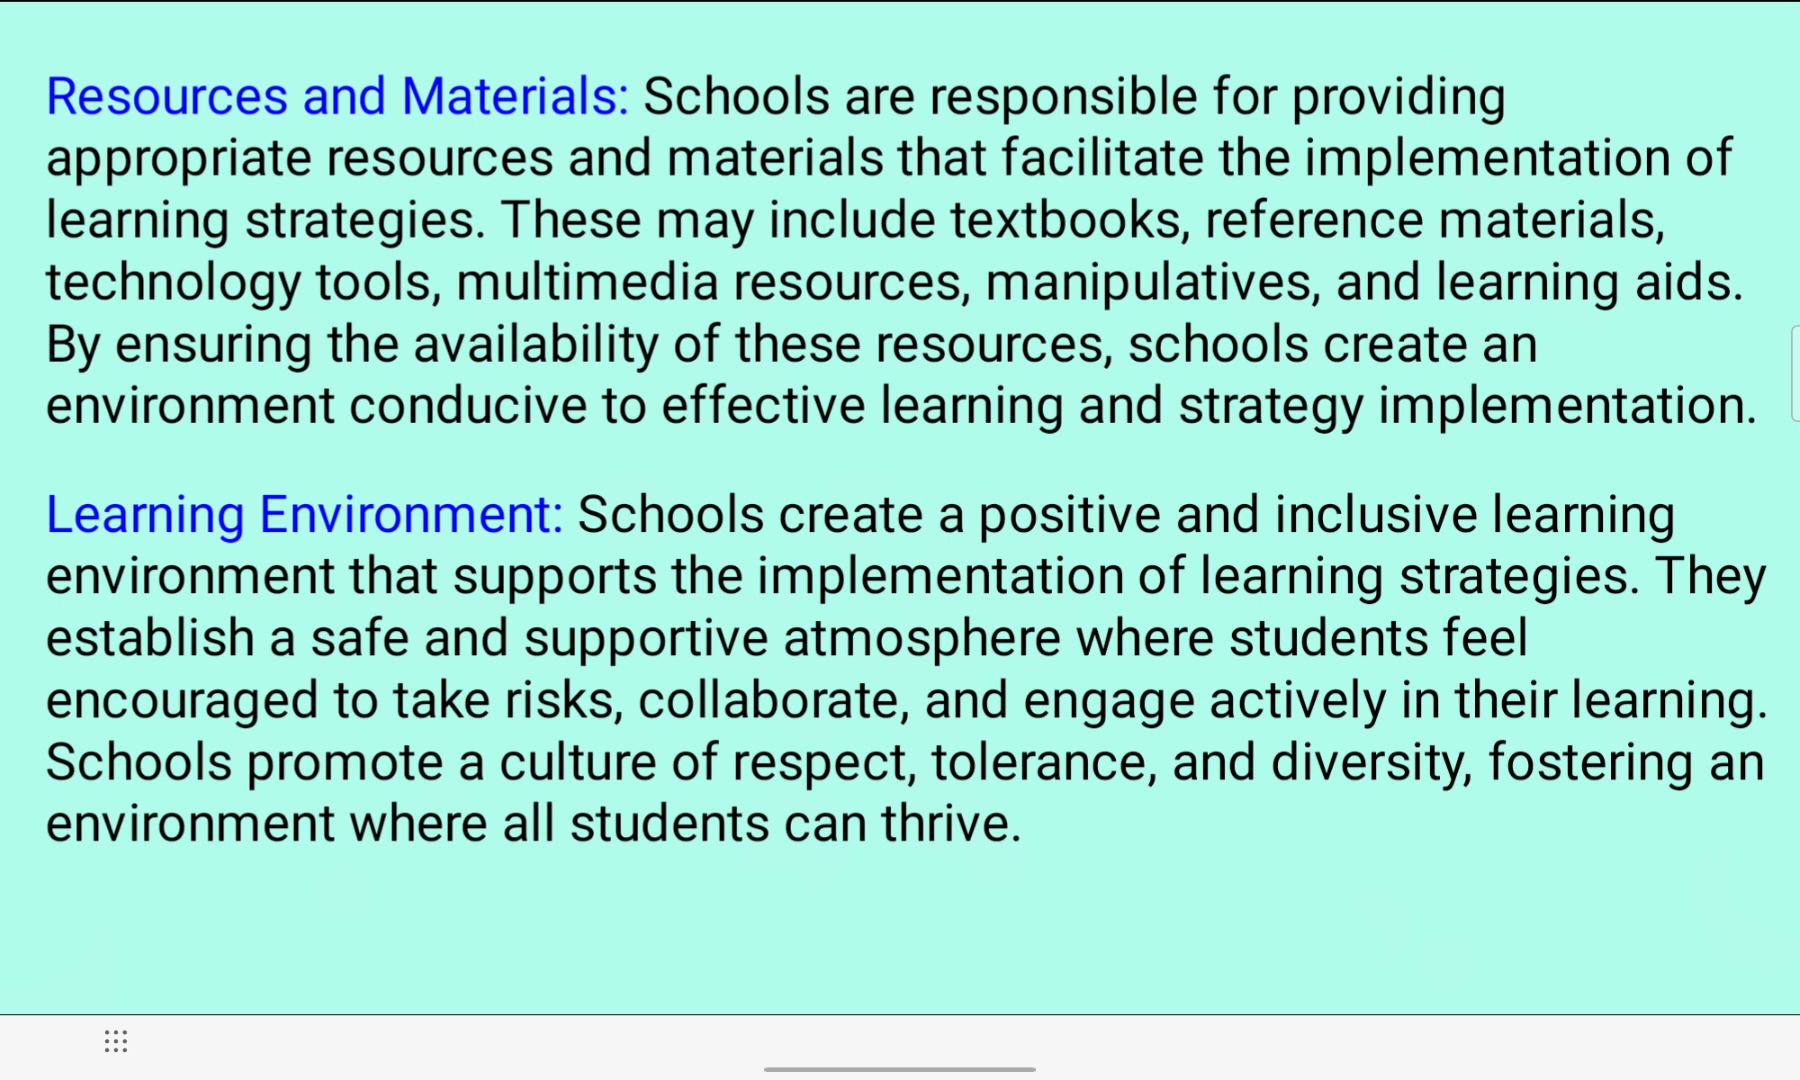 Resources and Materials: Schools are responsible for providing
appropriate resources and materials that facilitate the implementation of
learning strategies. These may include textbooks, reference materials,
technology tools, multimedia resources, manipulatives, and learning aids.
By ensuring the availability of these resources, schools create an
environment conducive to effective learning and strategy implementation.
Learning Environment: Schools create a positive and inclusive learning
environment that supports the implementation of learning strategies. They
establish a safe and supportive atmosphere where students feel
encouraged to take risks, collaborate, and engage actively in their learning.
Schools promote a culture of respect, tolerance, and diversity, fostering an
environment where all students can thrive.